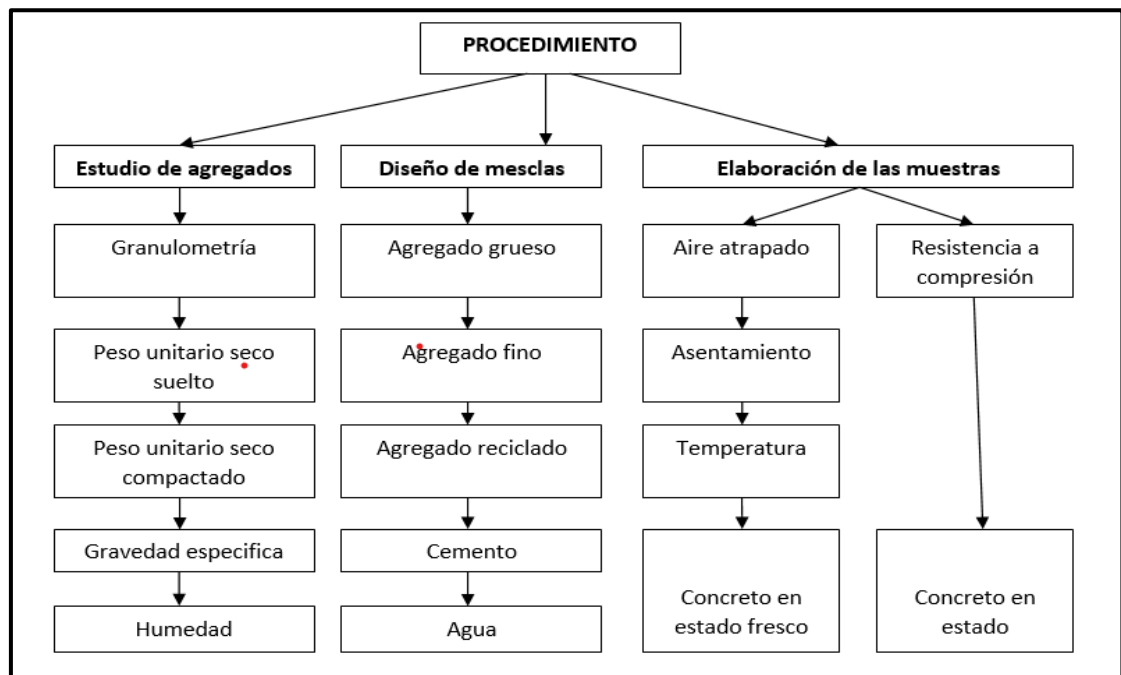 PROCEDIMIENTO
Estudio de agregados
Granulometría
Peso unitario seco
suelto
Peso unitario seco
compactado
Gravedad especifica
Humedad
Diseño de mesclas
Agregado grueso
Agregado fino
Agregado reciclado
Cemento
Agua
Elaboración de las muestras
Aire atrapado
Asentamiento
Temperatura
Concreto en
estado fresco
Resistencia a
compresión
Concreto en
estado